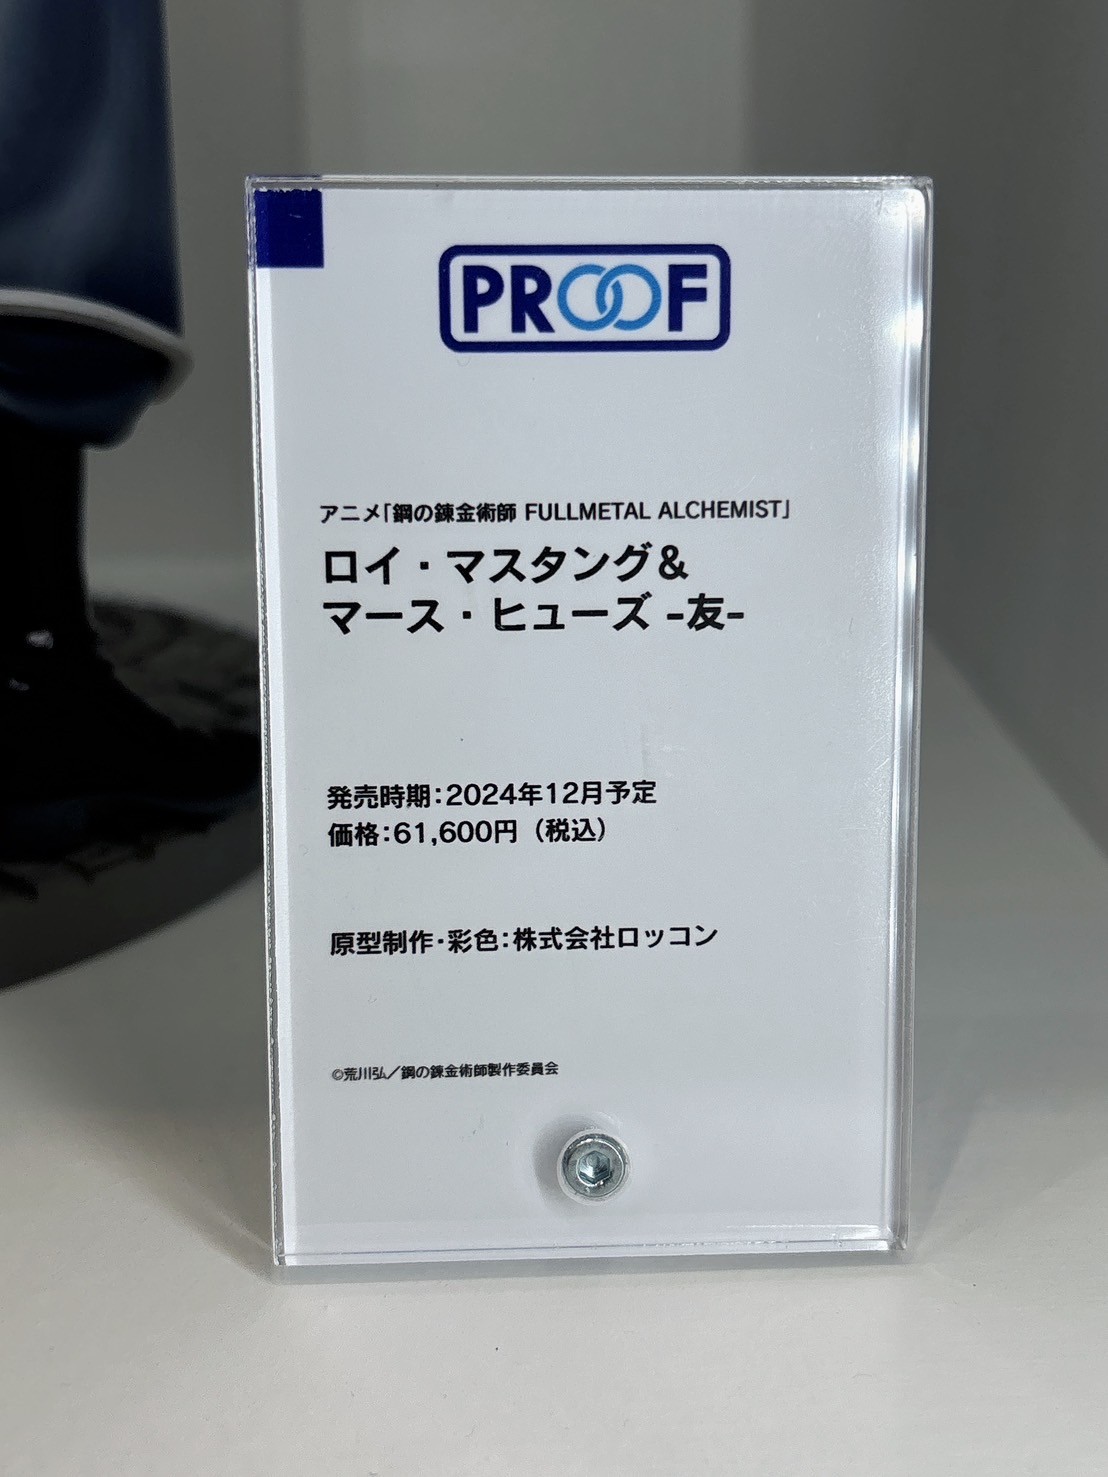 PROOF
アニメ「鋼の錬金術師 FULLMETAL ALCHEMIST」
ロイ・マスタング＆
マース・ヒューズ -友-
発売時期：2024年12月予定
価格：61,600円（税込）
原型制作・彩色：株式会社ロッコン
©荒川弘／鋼の錬金術師製作委員会